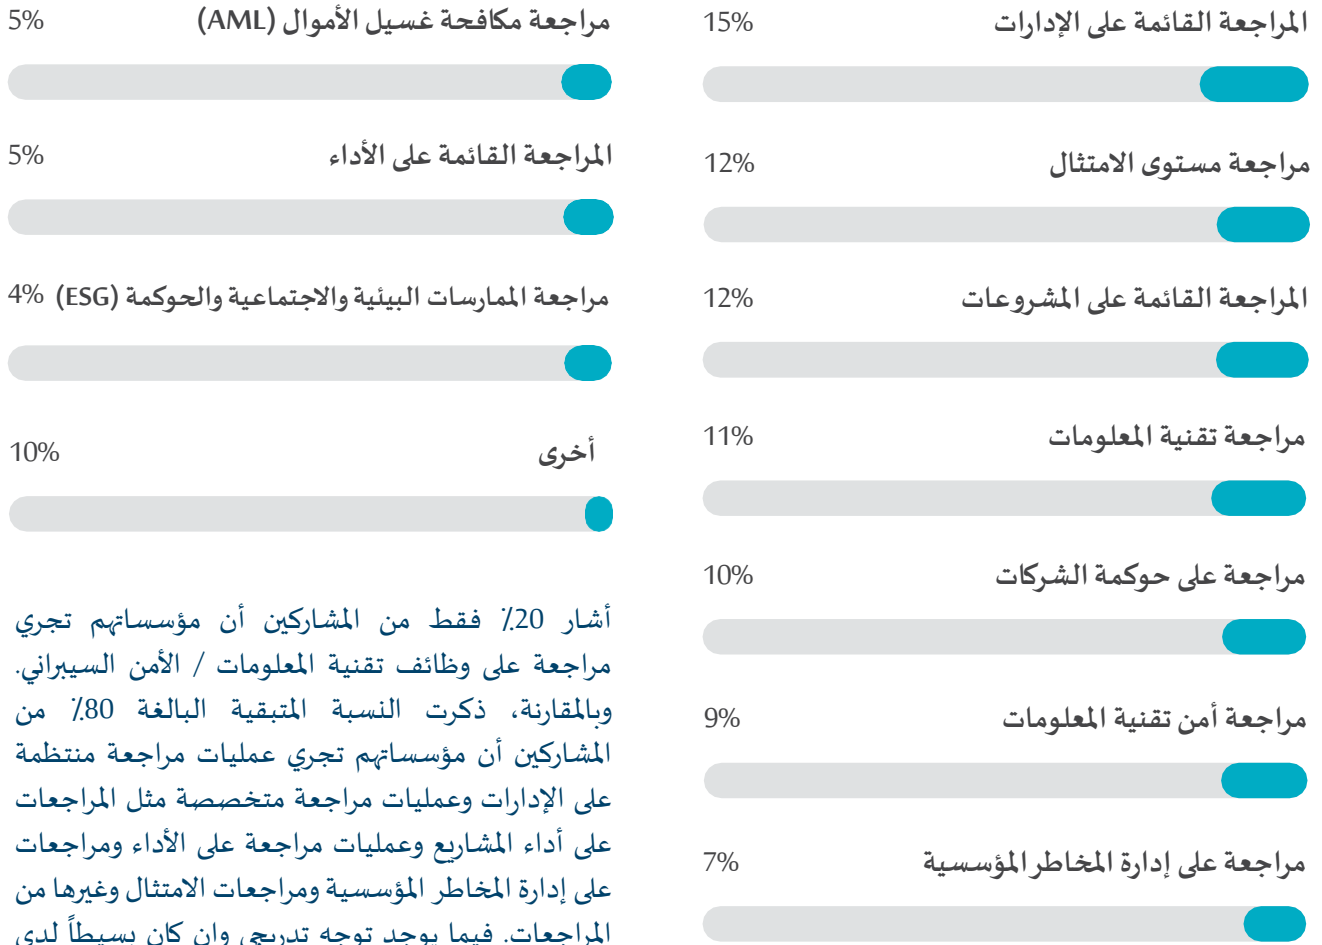 المراجعة القائمة على الإدارات 15%
مراجعة مستوى الامتثال 12%
المراجعة القائمة على المشروعات 12%
مراجعة تقنية المعلومات 11%
مراجعة على حوكمة الشركات 10%
مراجعة أمن تقنية المعلومات 9%
مراجعة على إدارة المخاطر المؤسسية 7%
مراجعة مكافحة غسيل الأموال (AML) 5%
المراجعة القائمة على الأداء 5%
مراجعة الممارسات البيئية والاجتماعية والحوكمة (ESG) 4%
أخرى 10%
أشار 20٪ فقط من المشاركين أن مؤسساتهم تجري
مراجعة على وظائف تقنية المعلومات / الأمن السيبراني.
وبالمقارنة، ذكرت النسبة المتبقية البالغة 80٪ من
المشاركين أن مؤسساتهم تجري عمليات مراجعة منتظمة
على الإدارات وعمليات مراجعة متخصصة مثل المراجعات
على أداء المشاريع وعمليات مراجعة على الأداء ومراجعات
على إدارة المخاطر المؤسسية ومراجعات الامتثال وغيرها من
المراجعات. فيما يوجد توجه تدريجي وإن كان بسيطاً لدى